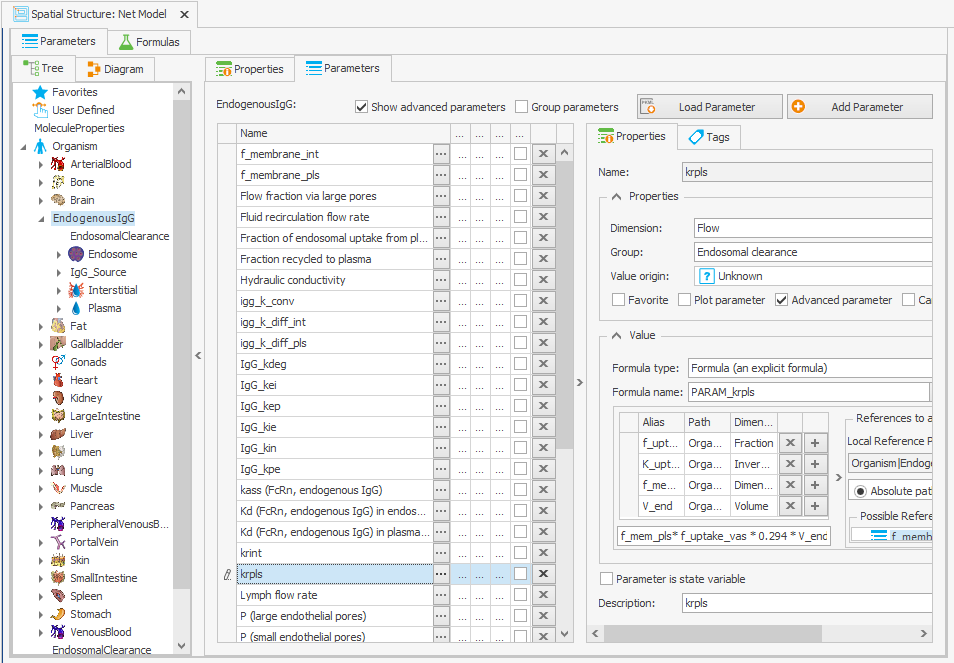 Spatial Structure: Net Model
Parameters
Formulas
Tree
Diagram
Favorites
User Defined
MoleculeProperties
Organism
ArterialBlood
Bone
Brain
EndogenousIgG
EndosomalClearance
Endosome
IgG_Source
Interstitial
Plasma
Fat
Gallbladder
Gonads
Heart
Kidney
LargeIntestine
Liver
Lumen
Lung
Muscle
Pancreas
PeripheralVenousB...
PortalVein
Skin
SmallIntestine
Spleen
Stomach
VenousBlood
EndosomalClearance
Properties
Parameters
EndogenousIgG:
Show advanced parameters
Group parameters
Load Parameter
Add Parameter
Name ... ... ... ...
f_membrane_int ... ... ... ...
f_membrane_pls ... ... ... ...
Flow fraction via large pores ... ... ... ...
Fluid recirculation flow rate ... ... ... ...
Fraction of endosomal uptake from pl... ... ... ... ...
Fraction recycled to plasma ... ... ... ...
Hydraulic conductivity ... ... ... ...
igg_k_conv ... ... ... ...
igg_k_diff_int ... ... ... ...
igg_k_diff_pls ... ... ... ...
IgG_kdeg ... ... ... ...
IgG_kei ... ... ... ...
IgG_kep ... ... ... ...
IgG_kie ... ... ... ...
IgG_kin ... ... ... ...
IgG_kpe ... ... ... ...
kass (FcRn, endogenous IgG) ... ... ... ...
Kd (FcRn, endogenous IgG) in endos... ... ... ... ...
Kd (FcRn, endogenous IgG) in plasma... ... ... ... ...
krint ... ... ... ...
krpls ... ... ... ...
Lymph flow rate ... ... ... ...
P (large endothelial pores) ... ... ... ...
P (small endothelial pores) ... ... ... ...
Properties
Tags
Name: krpls
Properties
Dimension: Flow
Group: Endosomal clearance
Value origin: ? Unknown
Favorite Plot parameter Advanced parameter Ca
Value
Formula type: Formula (an explicit formula)
Formula name: PARAM_krpls
Alias Path Dimen...
f_upt... Orga... Fraction
K_upt... Orga... Inver...
f_me... Orga... Dimen...
V_end Orga... Volume
f_mem_pls* f_uptake_vas * 0.294 * V_end
References to a
Local Reference P
Organism|Endog
Absolute pat
Possible Refere
f_memb
Parameter is state variable
Description: krpls